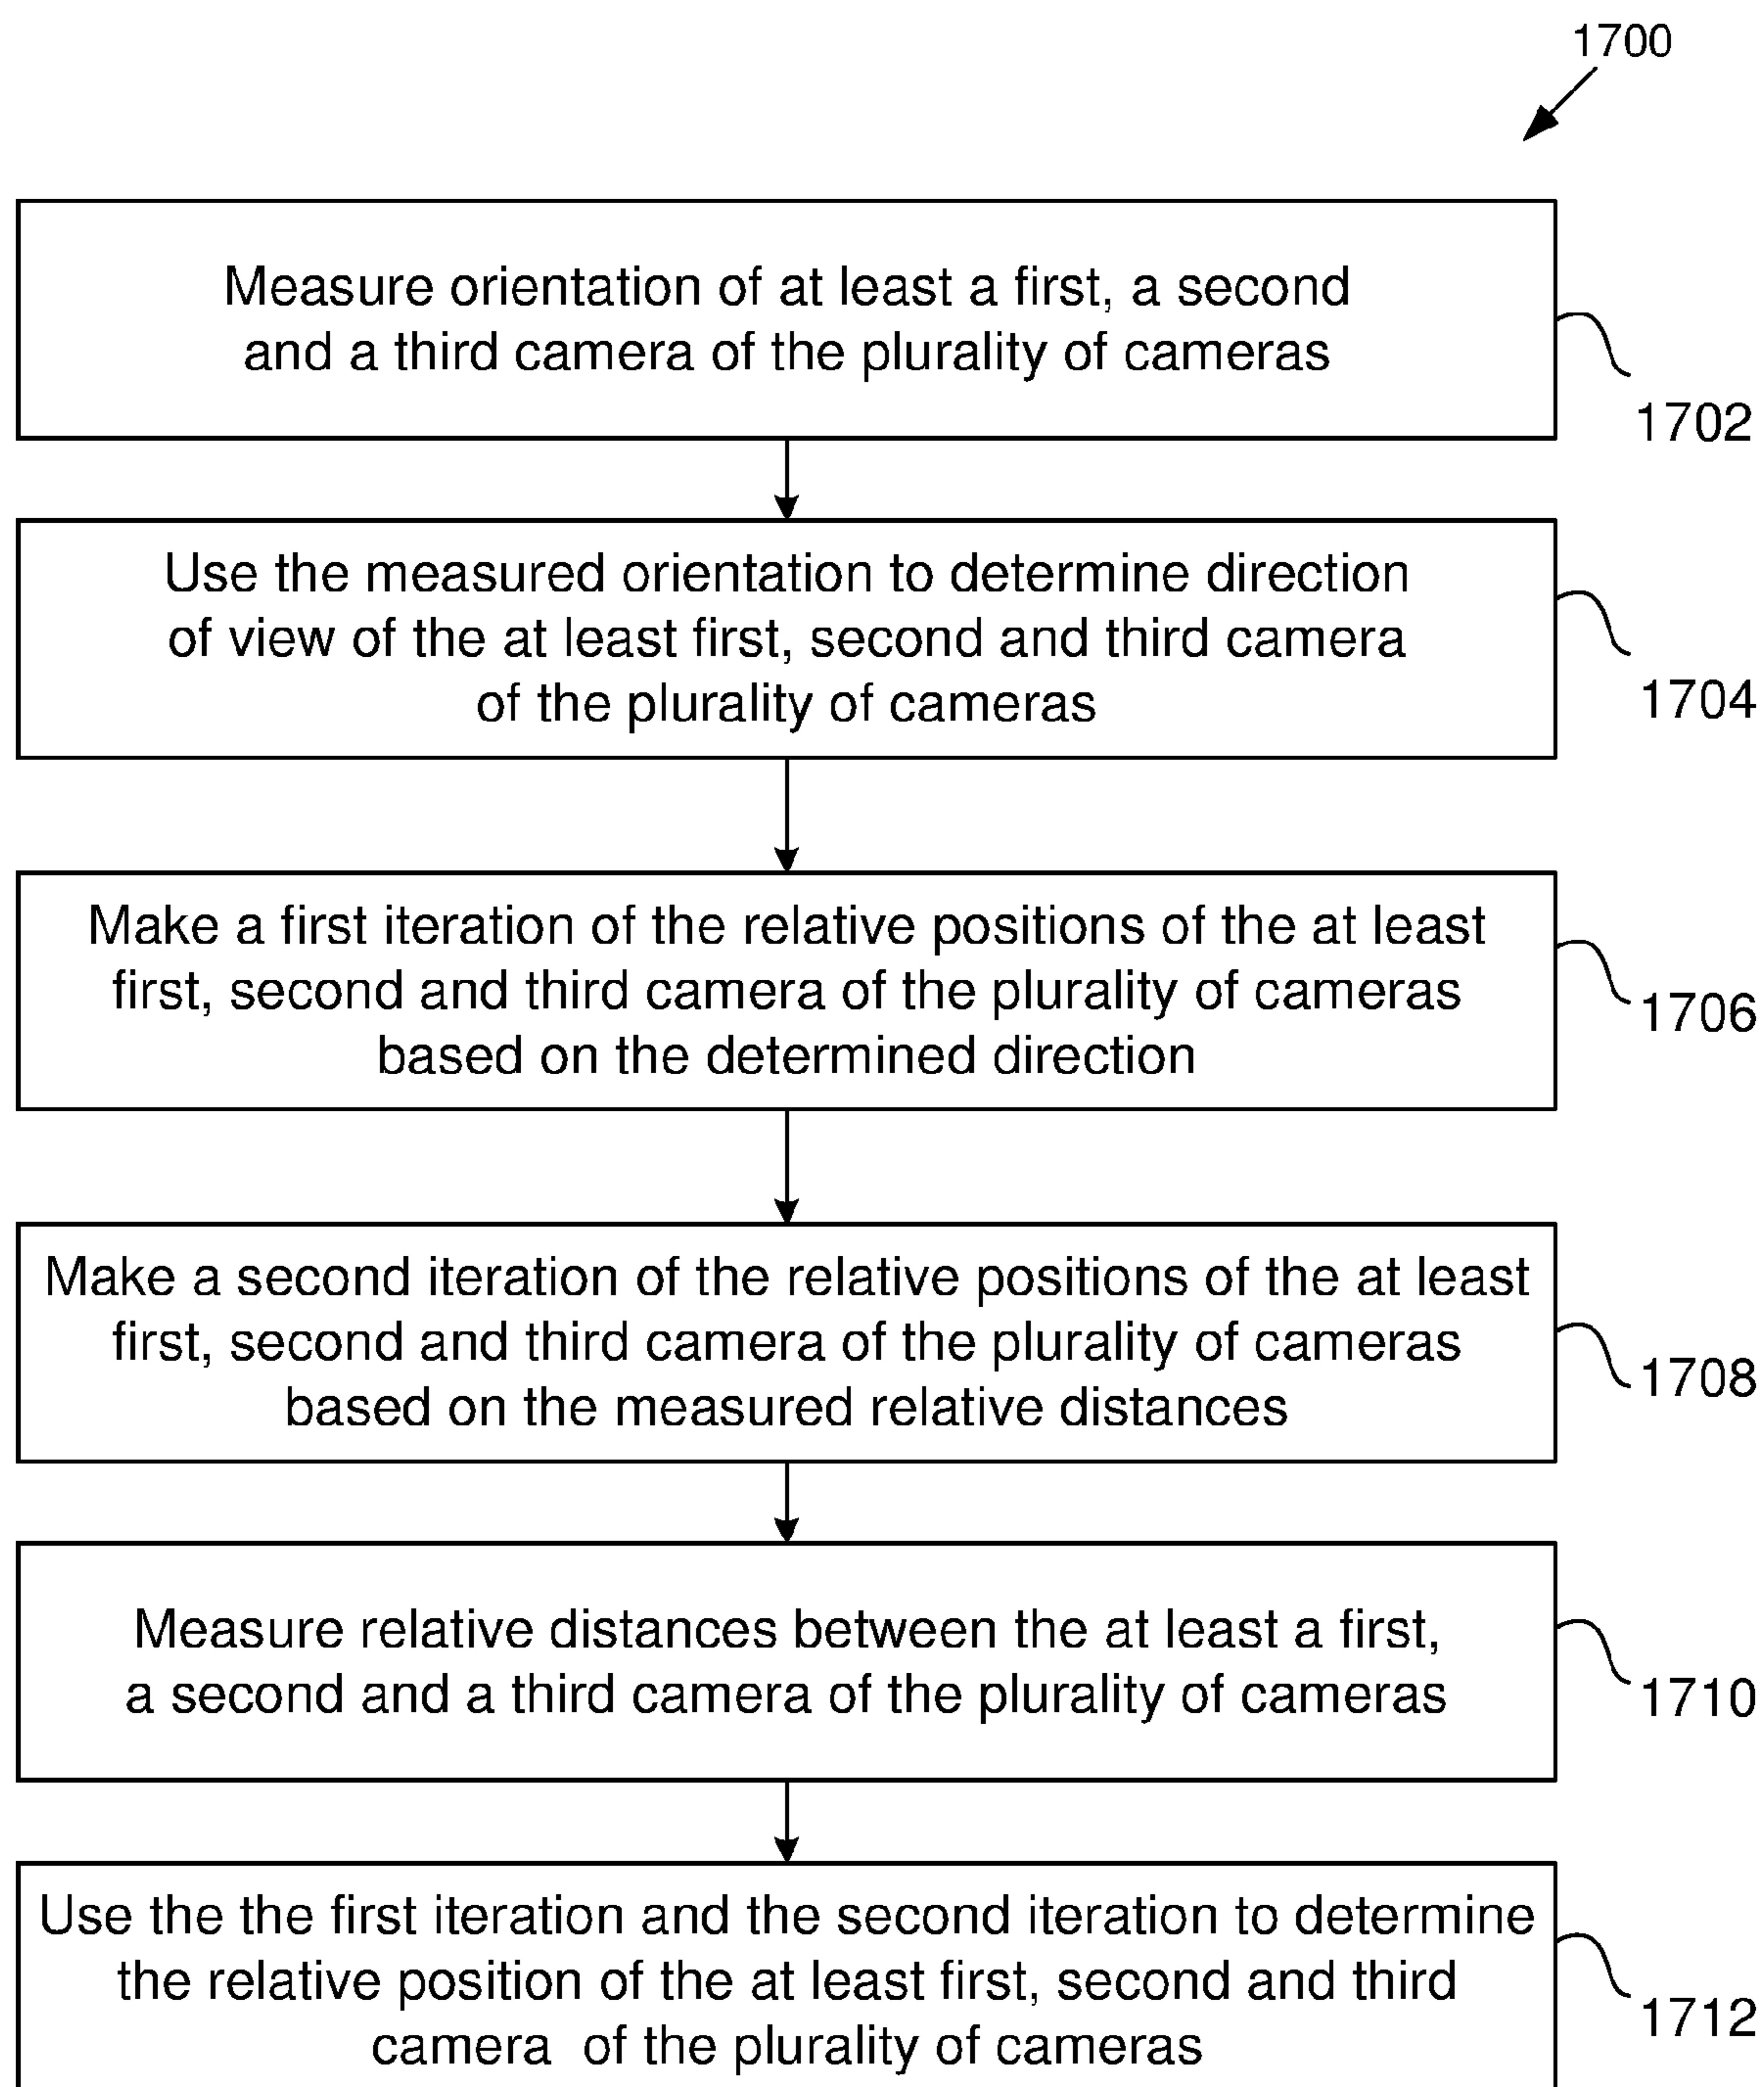 1700
Measure orientation of at least a first, a second
and a third camera of the plurality of cameras
1702
Use the measured orientation to determine direction
of view of the at least first, second and third camera
of the plurality of cameras
1704
Make a first iteration of the relative positions of the at least
first, second and third camera of the plurality of cameras
based on the determined direction
1706
Make a second iteration of the relative positions of the at least
first, second and third camera of the plurality of cameras
based on the measured relative distances
1708
Measure relative distances between the at least a first,
a second and a third camera of the plurality of cameras
1710
Use the the first iteration and the second iteration to determine
the relative position of the at least first, second and third
camera of the plurality of cameras
1712